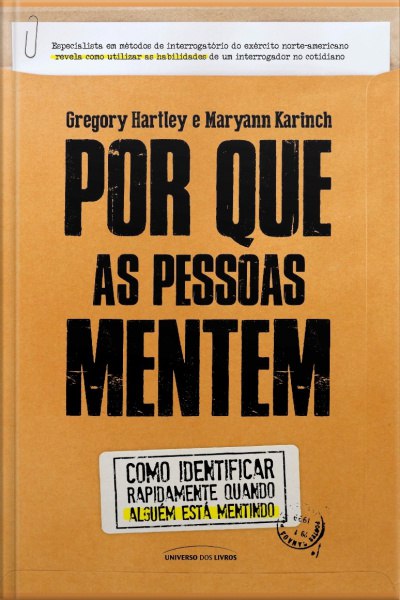 Especialista em métodos de interrogatório do exército norte-americano
revela como utilizar as habilidades de um interrogador no cotidiano
Gregory Hartley e Maryann Karinch
POR QUE
AS PESSOAS
MENTEM
COMO IDENTIFICAR
RAPIDAMENTE QUANDO
ALGUÉM ESTÁ MENTINDO
UNIVERSO DOS LIVROS